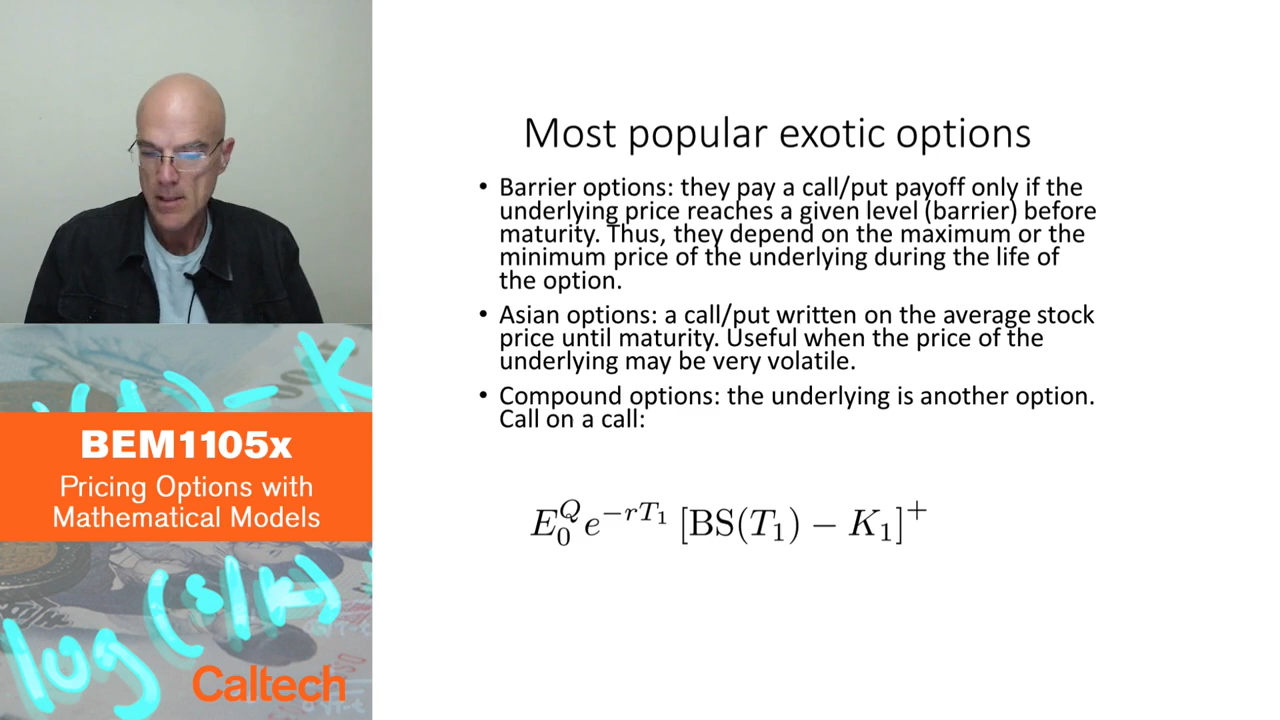 Most popular exotic options
• Barrier options: they pay a call/put payoff only if the
underlying price reaches a given level (barrier) before
maturity. Thus, they depend on the maximum or the
minimum price of the underlying during the life of
the option.
• Asian options: a call/put written on the average stock
price until maturity. Useful when the price of the
underlying may be very volatile.
• Compound options: the underlying is another option.
Call on a call:
E_0^Q e^{-rT_1} [BS(T_1) − K_1]^+
− K
BEM1105x
Pricing Options with
Mathematical Models
log (S/K)
Caltech